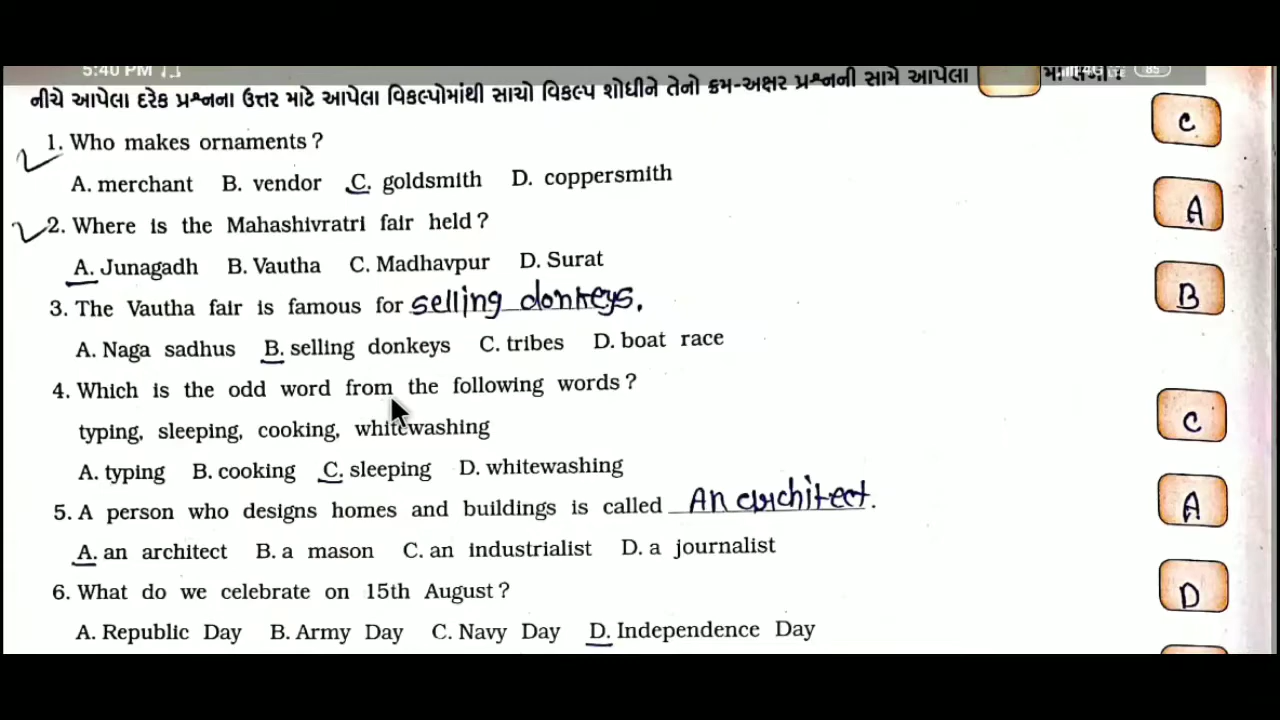 5:40 PM
4G LTE 85
નીચે આપેલા દરેક પ્રશ્નના ઉત્તર માટે આપેલા વિકલ્પોમાંથી સાચો વિકલ્પ શોધીને તેનો ક્રમ-અક્ષર પ્રશ્નની સામે આપેલા
1. Who makes ornaments? C
A. merchant B. vendor C. goldsmith D. coppersmith
2. Where is the Mahashivratri fair held? A
A. Junagadh B. Vautha C. Madhavpur D. Surat
3. The Vautha fair is famous for selling donkeys. B
A. Naga sadhus B. selling donkeys C. tribes D. boat race
4. Which is the odd word from the following words?
typing, sleeping, cooking, whitewashing C
A. typing B. cooking C. sleeping D. whitewashing
5. A person who designs homes and buildings is called An architect. A
A. an architect B. a mason C. an industrialist D. a journalist
6. What do we celebrate on 15th August? D
A. Republic Day B. Army Day C. Navy Day D. Independence Day